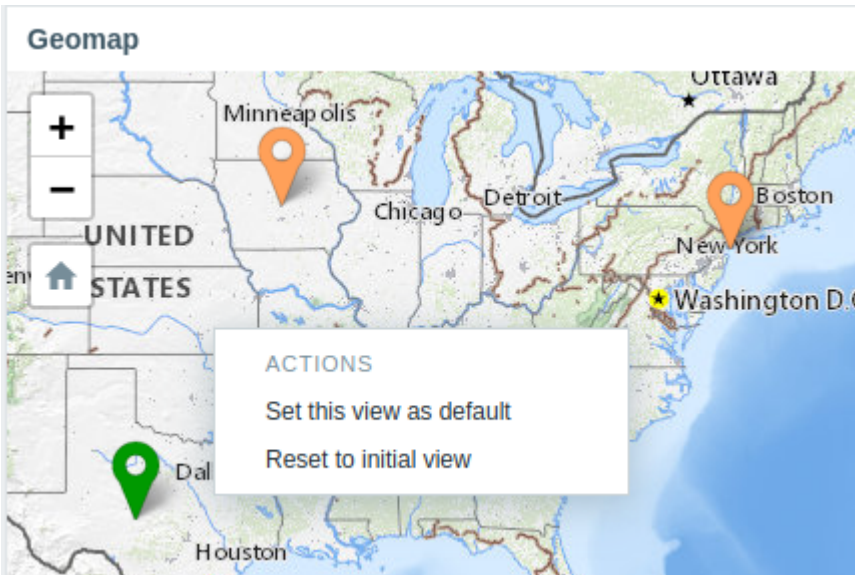 Geomap
Ottawa
+
Minneapolis
−
Detroit
Boston
Chicago
UNITED
New York
STATES
Washington D.
ACTIONS
Set this view as default
Reset to initial view
Houston